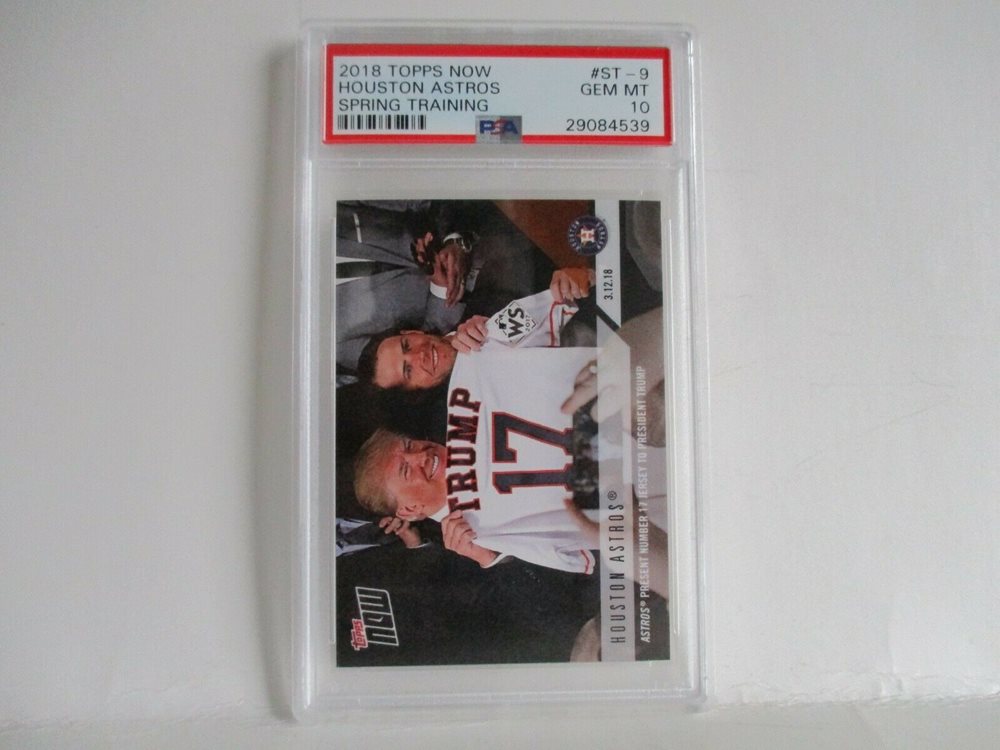 2018 TOPPS NOW
HOUSTON ASTROS
SPRING TRAINING
#ST-9
GEM MT
10
29084539
PSA
3.12.18
WS
2017
TRUMP
17
HOUSTON ASTROS®
ASTROS® PRESENT NUMBER 17 JERSEY TO PRESIDENT TRUMP
TOPPS
NOW